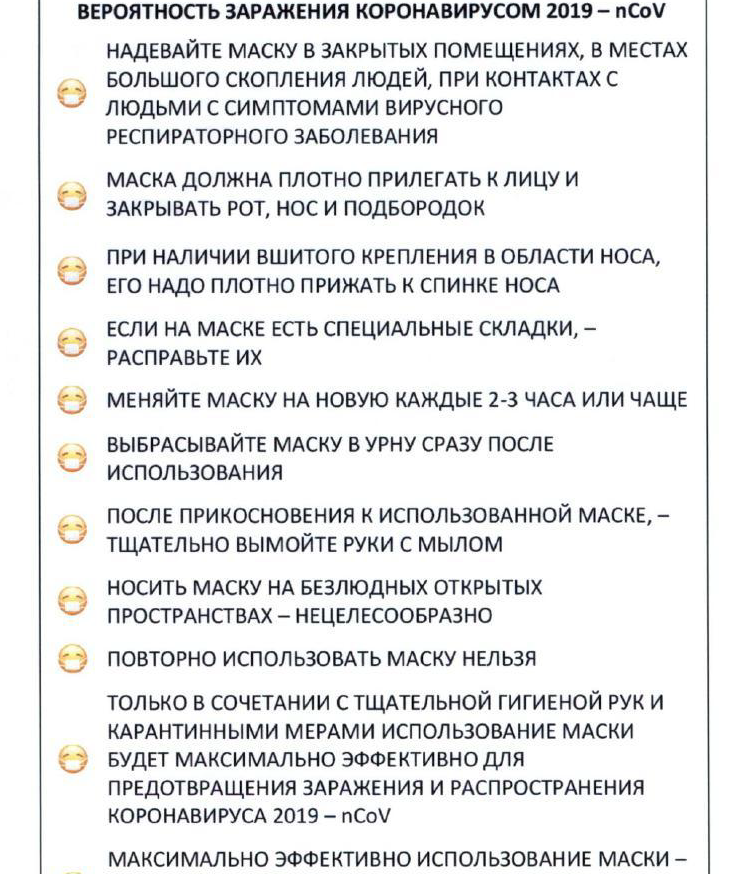 ВЕРОЯТНОСТЬ ЗАРАЖЕНИЯ КОРОНАВИРУСОМ 2019 – nCoV
НАДЕВАЙТЕ МАСКУ В ЗАКРЫТЫХ ПОМЕЩЕНИЯХ, В МЕСТАХ
БОЛЬШОГО СКОПЛЕНИЯ ЛЮДЕЙ, ПРИ КОНТАКТАХ С
ЛЮДЬМИ С СИМПТОМАМИ ВИРУСНОГО
РЕСПИРАТОРНОГО ЗАБОЛЕВАНИЯ
МАСКА ДОЛЖНА ПЛОТНО ПРИЛЕГАТЬ К ЛИЦУ И
ЗАКРЫВАТЬ РОТ, НОС И ПОДБОРОДОК
ПРИ НАЛИЧИИ ВШИТОГО КРЕПЛЕНИЯ В ОБЛАСТИ НОСА,
ЕГО НАДО ПЛОТНО ПРИЖАТЬ К СПИНКЕ НОСА
ЕСЛИ НА МАСКЕ ЕСТЬ СПЕЦИАЛЬНЫЕ СКЛАДКИ, –
РАСПРАВЬТЕ ИХ
МЕНЯЙТЕ МАСКУ НА НОВУЮ КАЖДЫЕ 2-3 ЧАСА ИЛИ ЧАЩЕ
ВЫБРАСЫВАЙТЕ МАСКУ В УРНУ СРАЗУ ПОСЛЕ
ИСПОЛЬЗОВАНИЯ
ПОСЛЕ ПРИКОСНОВЕНИЯ К ИСПОЛЬЗОВАННОЙ МАСКЕ, –
ТЩАТЕЛЬНО ВЫМОЙТЕ РУКИ С МЫЛОМ
НОСИТЬ МАСКУ НА БЕЗЛЮДНЫХ ОТКРЫТЫХ
ПРОСТРАНСТВАХ – НЕЦЕЛЕСООБРАЗНО
ПОВТОРНО ИСПОЛЬЗОВАТЬ МАСКУ НЕЛЬЗЯ
ТОЛЬКО В СОЧЕТАНИИ С ТЩАТЕЛЬНОЙ ГИГИЕНОЙ РУК И
КАРАНТИННЫМИ МЕРАМИ ИСПОЛЬЗОВАНИЕ МАСКИ
БУДЕТ МАКСИМАЛЬНО ЭФФЕКТИВНО ДЛЯ
ПРЕДОТВРАЩЕНИЯ ЗАРАЖЕНИЯ И РАСПРОСТРАНЕНИЯ
КОРОНАВИРУСА 2019 – nCoV
МАКСИМАЛЬНО ЭФФЕКТИВНО ИСПОЛЬЗОВАНИЕ МАСКИ –